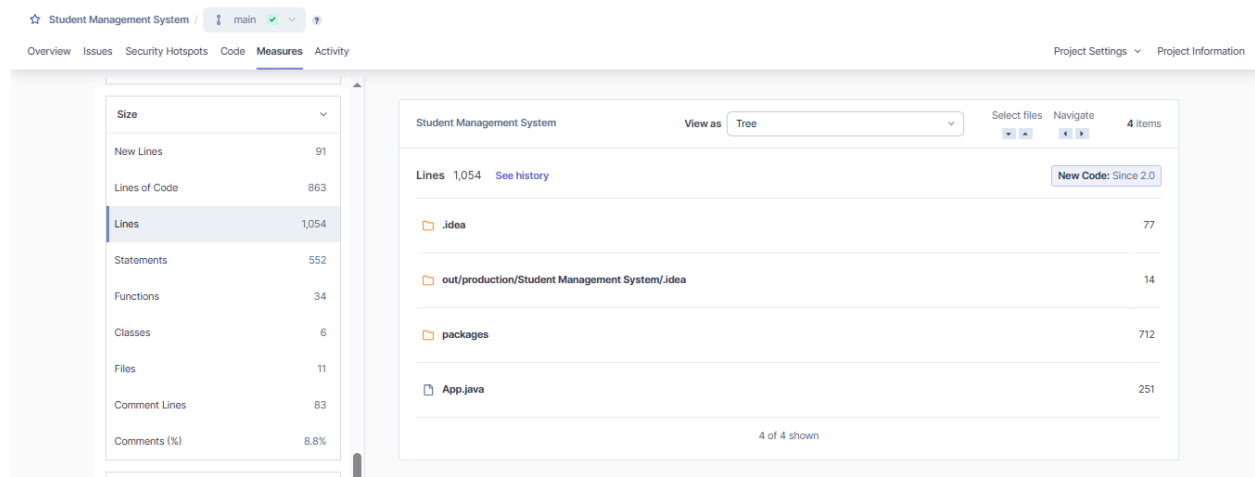 Student Management System / main ?
Overview Issues Security Hotspots Code Measures Activity Project Settings Project Information
Size
New Lines 91
Lines of Code 863
Lines 1,054
Statements 552
Functions 34
Classes 6
Files 11
Comment Lines 83
Comments (%) 8.8%
Student Management System View as Tree Select files Navigate 4 items
Lines 1,054 See history New Code: Since 2.0
.idea 77
out/production/Student Management System/.idea 14
packages 712
App.java 251
4 of 4 shown